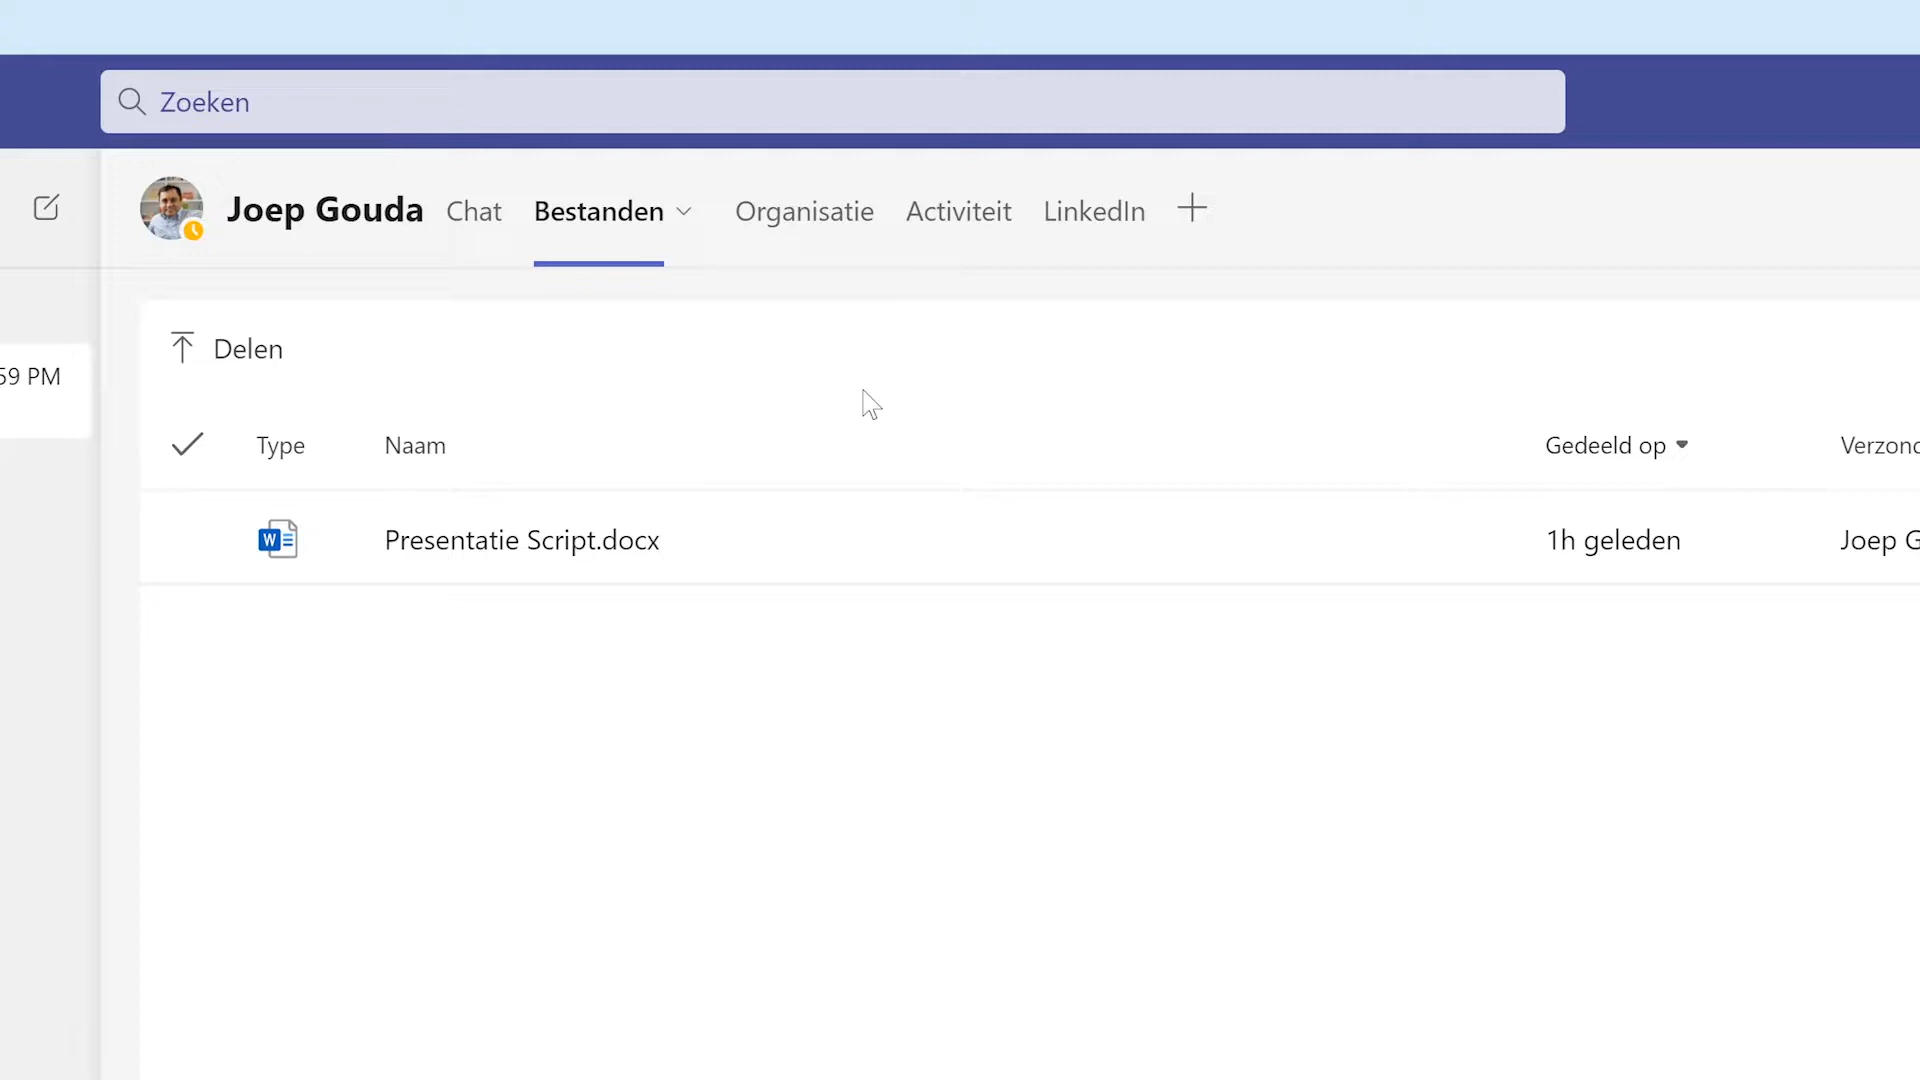 Zoeken
Joep Gouda Chat Bestanden Organisatie Activiteit LinkedIn
Delen
59 PM
Type Naam Gedeeld op
W Presentatie Script.docx 1h geleden Joep G